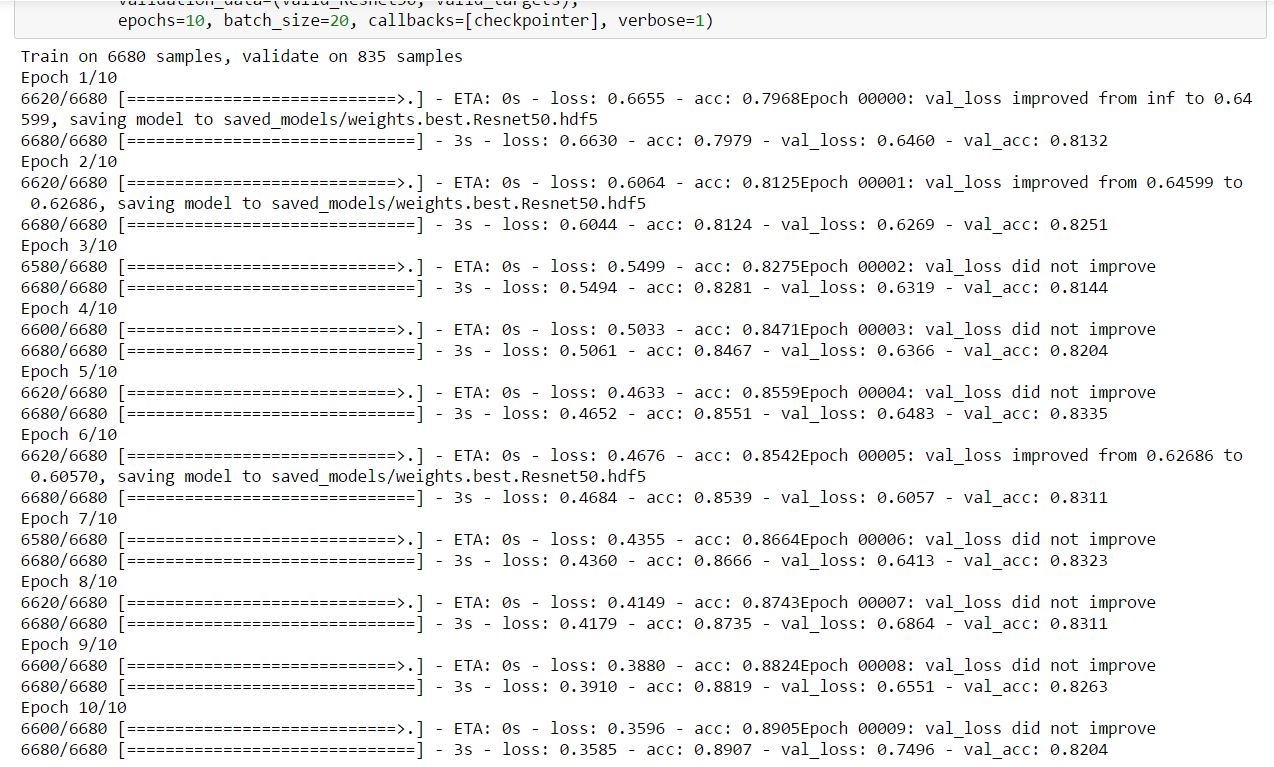 validation_data=(valid_Resnet50, valid_targets),
epochs=10, batch_size=20, callbacks=[checkpointer], verbose=1)
Train on 6680 samples, validate on 835 samples
Epoch 1/10
6620/6680 [============================>.] - ETA: 0s - loss: 0.6655 - acc: 0.7968Epoch 00000: val_loss improved from inf to 0.64
599, saving model to saved_models/weights.best.Resnet50.hdf5
6680/6680 [==============================] - 3s - loss: 0.6630 - acc: 0.7979 - val_loss: 0.6460 - val_acc: 0.8132
Epoch 2/10
6620/6680 [============================>.] - ETA: 0s - loss: 0.6064 - acc: 0.8125Epoch 00001: val_loss improved from 0.64599 to
0.62686, saving model to saved_models/weights.best.Resnet50.hdf5
6680/6680 [==============================] - 3s - loss: 0.6044 - acc: 0.8124 - val_loss: 0.6269 - val_acc: 0.8251
Epoch 3/10
6580/6680 [============================>.] - ETA: 0s - loss: 0.5499 - acc: 0.8275Epoch 00002: val_loss did not improve
6680/6680 [==============================] - 3s - loss: 0.5494 - acc: 0.8281 - val_loss: 0.6319 - val_acc: 0.8144
Epoch 4/10
6600/6680 [============================>.] - ETA: 0s - loss: 0.5033 - acc: 0.8471Epoch 00003: val_loss did not improve
6680/6680 [==============================] - 3s - loss: 0.5061 - acc: 0.8467 - val_loss: 0.6366 - val_acc: 0.8204
Epoch 5/10
6620/6680 [============================>.] - ETA: 0s - loss: 0.4633 - acc: 0.8559Epoch 00004: val_loss did not improve
6680/6680 [==============================] - 3s - loss: 0.4652 - acc: 0.8551 - val_loss: 0.6483 - val_acc: 0.8335
Epoch 6/10
6620/6680 [============================>.] - ETA: 0s - loss: 0.4676 - acc: 0.8542Epoch 00005: val_loss improved from 0.62686 to
0.60570, saving model to saved_models/weights.best.Resnet50.hdf5
6680/6680 [==============================] - 3s - loss: 0.4684 - acc: 0.8539 - val_loss: 0.6057 - val_acc: 0.8311
Epoch 7/10
6580/6680 [============================>.] - ETA: 0s - loss: 0.4355 - acc: 0.8664Epoch 00006: val_loss did not improve
6680/6680 [==============================] - 3s - loss: 0.4360 - acc: 0.8666 - val_loss: 0.6413 - val_acc: 0.8323
Epoch 8/10
6620/6680 [============================>.] - ETA: 0s - loss: 0.4149 - acc: 0.8743Epoch 00007: val_loss did not improve
6680/6680 [==============================] - 3s - loss: 0.4179 - acc: 0.8735 - val_loss: 0.6864 - val_acc: 0.8311
Epoch 9/10
6600/6680 [============================>.] - ETA: 0s - loss: 0.3880 - acc: 0.8824Epoch 00008: val_loss did not improve
6680/6680 [==============================] - 3s - loss: 0.3910 - acc: 0.8819 - val_loss: 0.6551 - val_acc: 0.8263
Epoch 10/10
6600/6680 [============================>.] - ETA: 0s - loss: 0.3596 - acc: 0.8905Epoch 00009: val_loss did not improve
6680/6680 [==============================] - 3s - loss: 0.3585 - acc: 0.8907 - val_loss: 0.7496 - val_acc: 0.8204